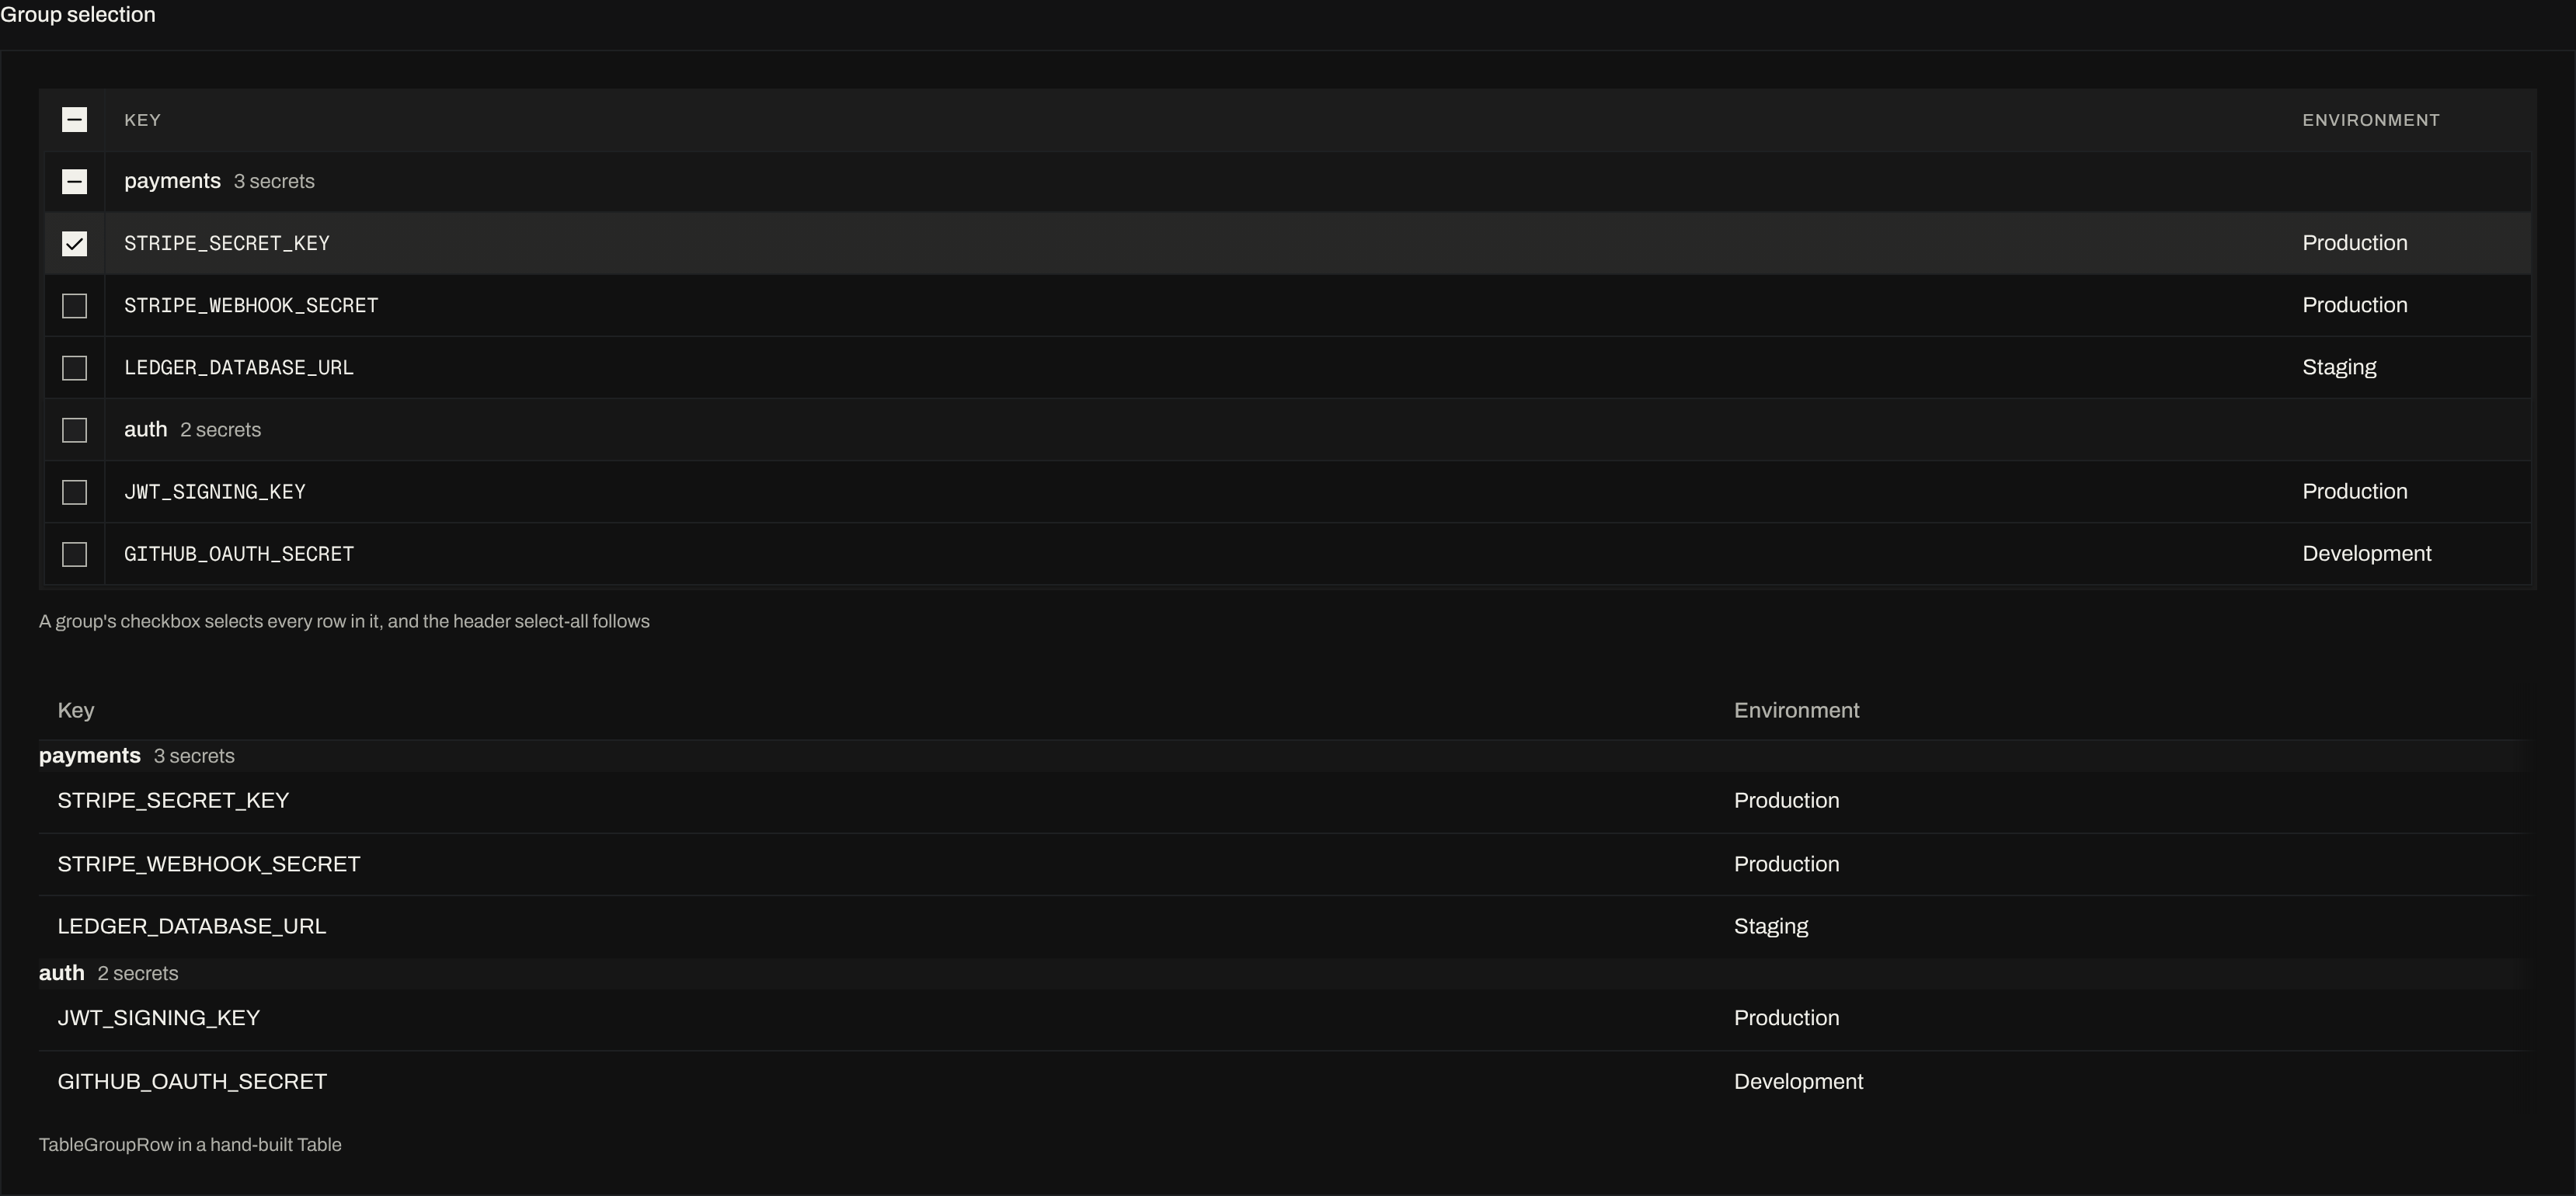 Group selection
KEY ENVIRONMENT
payments 3 secrets
STRIPE_SECRET_KEY Production
STRIPE_WEBHOOK_SECRET Production
LEDGER_DATABASE_URL Staging
auth 2 secrets
JWT_SIGNING_KEY Production
GITHUB_OAUTH_SECRET Development
A group's checkbox selects every row in it, and the header select-all follows
Key Environment
payments 3 secrets
STRIPE_SECRET_KEY Production
STRIPE_WEBHOOK_SECRET Production
LEDGER_DATABASE_URL Staging
auth 2 secrets
JWT_SIGNING_KEY Production
GITHUB_OAUTH_SECRET Development
TableGroupRow in a hand-built Table